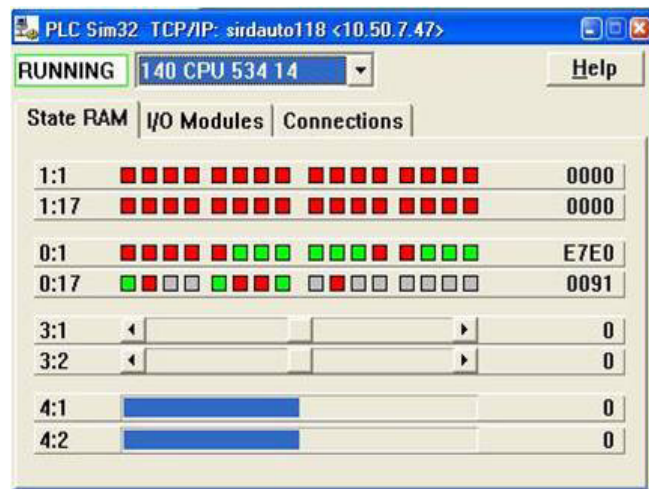 PLC Sim32 TCP/IP: sirdauto118 <10.50.7.47>
RUNNING 140 CPU 534 14 Help
State RAM I/O Modules Connections
1:1 0000
1:17 0000
0:1 E7E0
0:17 0091
3:1 0
3:2 0
4:1 0
4:2 0